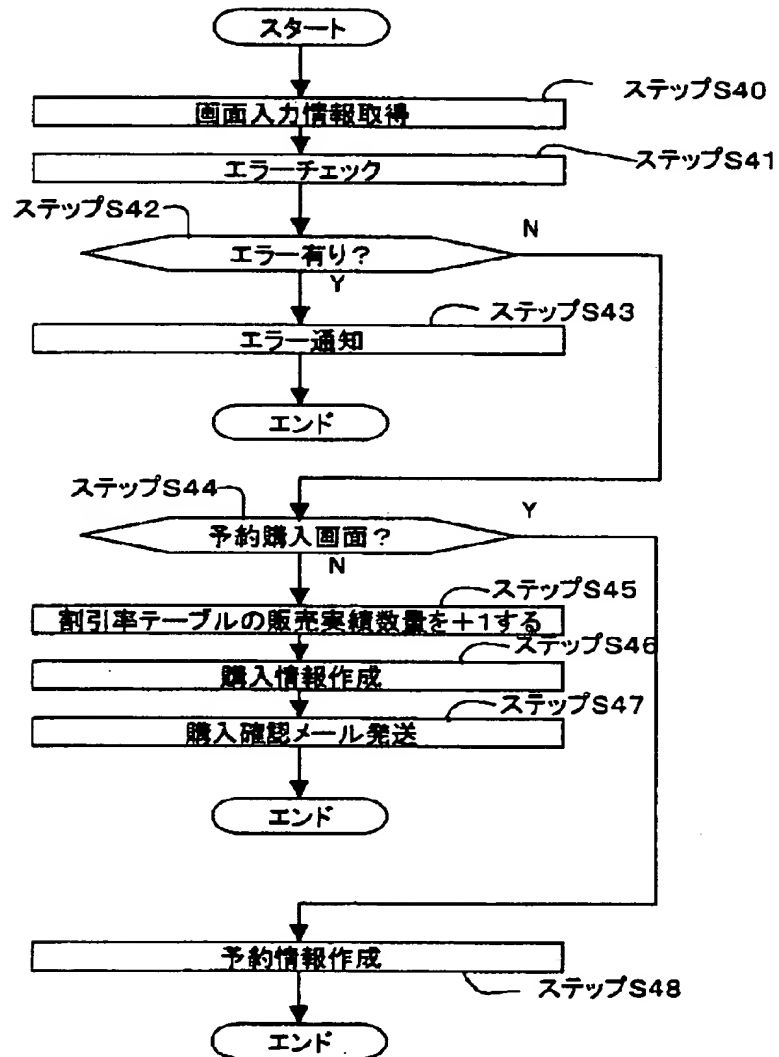 スタート
ステップS40
画面入力情報取得
ステップS41
エラーチェック
ステップS42
N
エラー有り?
Y
ステップS43
エラー通知
エンド
ステップS44
Y
予約購入画面?
N
ステップS45
割引率テーブルの販売実績数量を+1する
ステップS46
購入情報作成
ステップS47
購入確認メール発送
エンド
予約情報作成
ステップS48
エンド